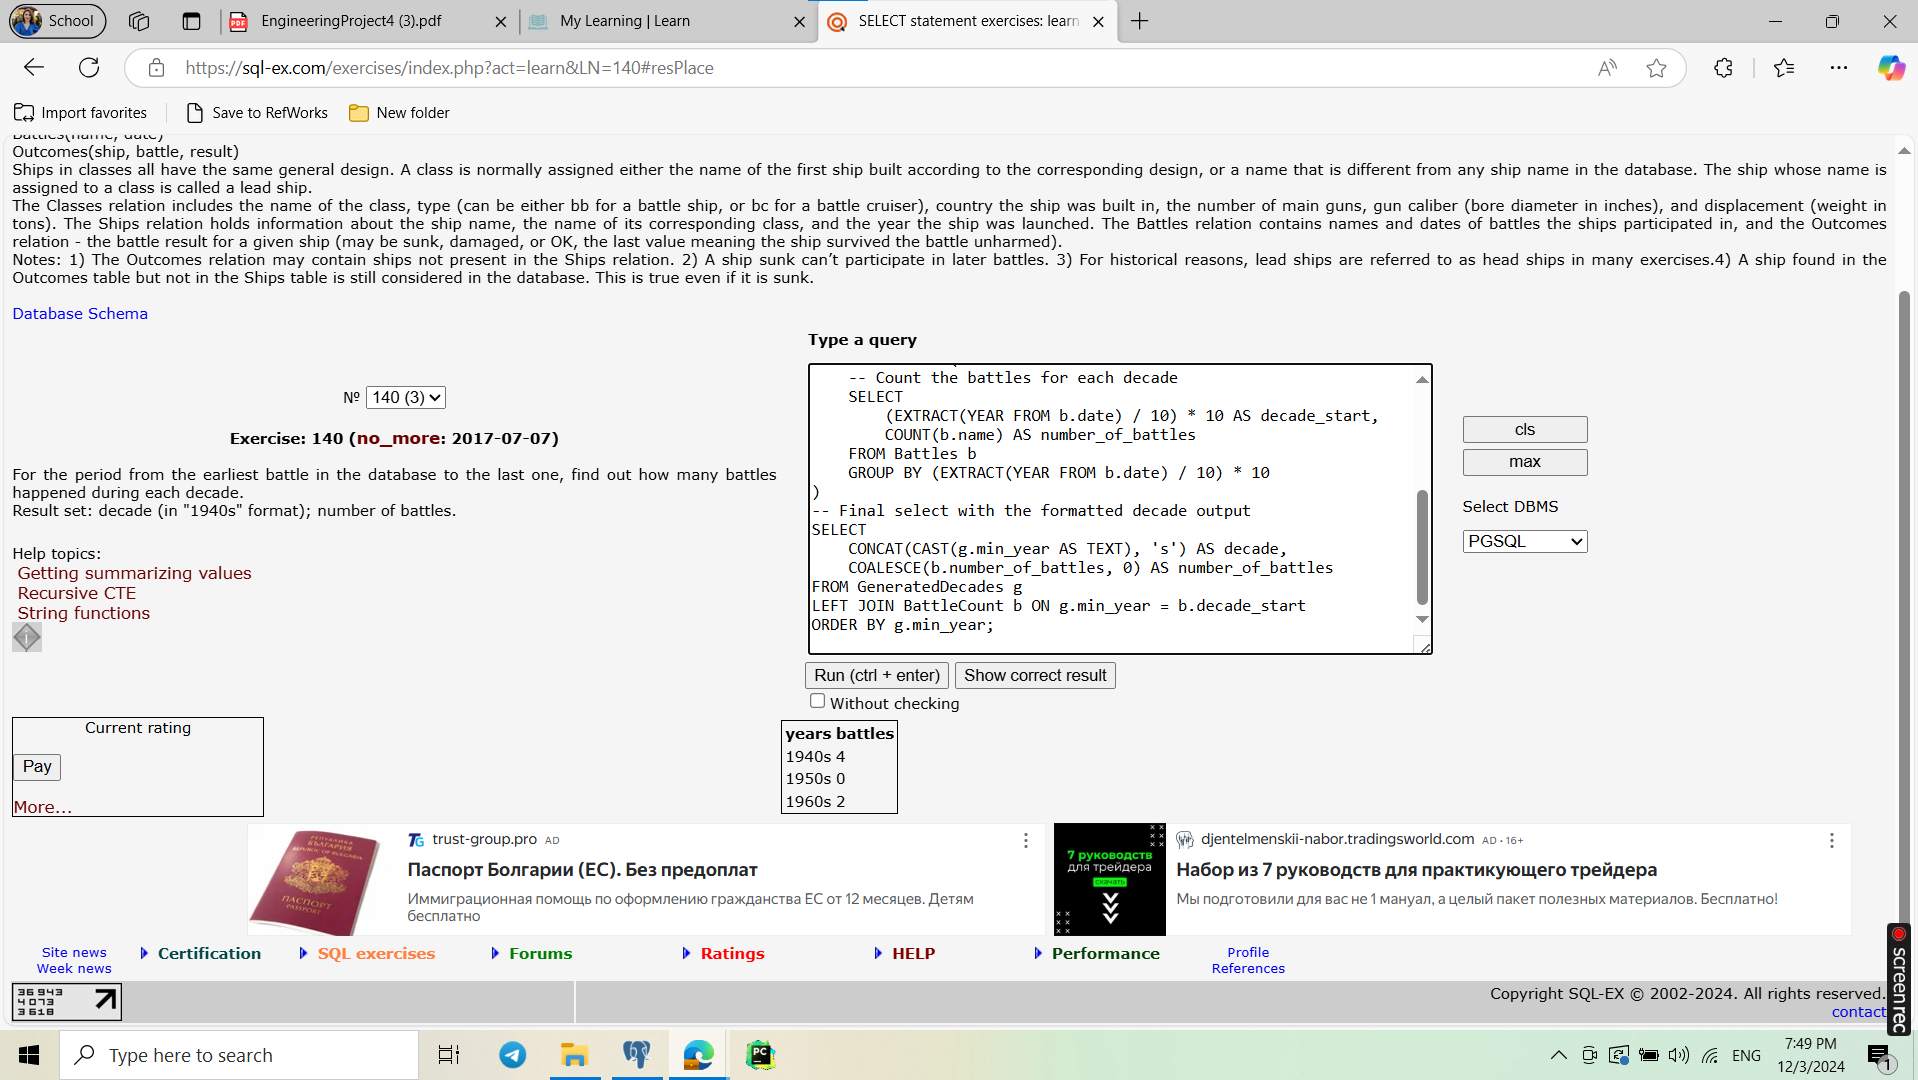 School
EngineeringProject4 (3).pdf
My Learning | Learn
SELECT statement exercises: learn
https://sql-ex.com/exercises/index.php?act=learn&LN=140#resPlace
Import favorites
Save to RefWorks
New folder
Battles(name, date)
Outcomes(ship, battle, result)
Ships in classes all have the same general design. A class is normally assigned either the name of the first ship built according to the corresponding design, or a name that is different from any ship name in the database. The ship whose name is
assigned to a class is called a lead ship.
The Classes relation includes the name of the class, type (can be either bb for a battle ship, or bc for a battle cruiser), country the ship was built in, the number of main guns, gun caliber (bore diameter in inches), and displacement (weight in
tons). The Ships relation holds information about the ship name, the name of its corresponding class, and the year the ship was launched. The Battles relation contains names and dates of battles the ships participated in, and the Outcomes
relation - the battle result for a given ship (may be sunk, damaged, or OK, the last value meaning the ship survived the battle unharmed).
Notes: 1) The Outcomes relation may contain ships not present in the Ships relation. 2) A ship sunk can’t participate in later battles. 3) For historical reasons, lead ships are referred to as head ships in many exercises.4) A ship found in the
Outcomes table but not in the Ships table is still considered in the database. This is true even if it is sunk.
Database Schema
№ 140 (3)
Exercise: 140 (no_more: 2017-07-07)
For the period from the earliest battle in the database to the last one, find out how many battles
happened during each decade.
Result set: decade (in "1940s" format); number of battles.
Help topics:
Getting summarizing values
Recursive CTE
String functions
Type a query
-- Count the battles for each decade
SELECT
(EXTRACT(YEAR FROM b.date) / 10) * 10 AS decade_start,
COUNT(b.name) AS number_of_battles
FROM Battles b
GROUP BY (EXTRACT(YEAR FROM b.date) / 10) * 10
)
-- Final select with the formatted decade output
SELECT
CONCAT(CAST(g.min_year AS TEXT), 's') AS decade,
COALESCE(b.number_of_battles, 0) AS number_of_battles
FROM GeneratedDecades g
LEFT JOIN BattleCount b ON g.min_year = b.decade_start
ORDER BY g.min_year;
cls
max
Select DBMS
PGSQL
Run (ctrl + enter)
Show correct result
Without checking
Current rating
Pay
More...
years battles
1940s 4
1950s 0
1960s 2
РЕПУБЛИКА
БЪЛГАРИЯ
REPUBLIC OF
BULGARIA
ПАСПОРТ
PASSPORT
TG trust-group.pro AD
Паспорт Болгарии (ЕС). Без предоплат
Иммиграционная помощь по оформлению гражданства ЕС от 12 месяцев. Детям
бесплатно
7 руководств
для трейдера
скачать
djentelmenskii-nabor.tradingsworld.com AD · 16+
Набор из 7 руководств для практикующего трейдера
Мы подготовили для вас не 1 мануал, а целый пакет полезных материалов. Бесплатно!
Site news
Week news
Certification
SQL exercises
Forums
Ratings
HELP
Performance
Profile
References
36 943
4 073
3 618
Copyright SQL-EX © 2002-2024. All rights reserved.
contact
screen rec
Type here to search
PC
ENG
7:49 PM
12/3/2024
1